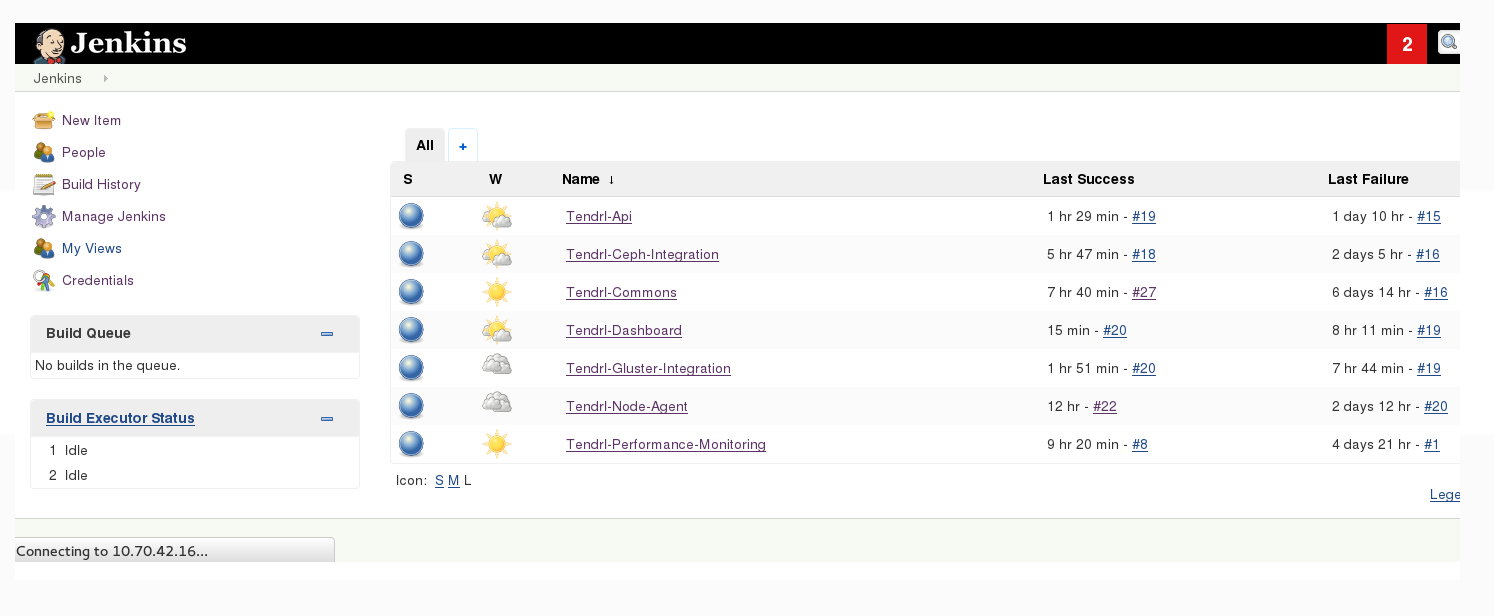 Jenkins 2
Jenkins
New Item
People
Build History
Manage Jenkins
My Views
Credentials
Build Queue
No builds in the queue.
Build Executor Status
1 Idle
2 Idle
All +
S W Name ↓ Last Success Last Failure
Tendrl-Api 1 hr 29 min - #19 1 day 10 hr - #15
Tendrl-Ceph-Integration 5 hr 47 min - #18 2 days 5 hr - #16
Tendrl-Commons 7 hr 40 min - #27 6 days 14 hr - #16
Tendrl-Dashboard 15 min - #20 8 hr 11 min - #19
Tendrl-Gluster-Integration 1 hr 51 min - #20 7 hr 44 min - #19
Tendrl-Node-Agent 12 hr - #22 2 days 12 hr - #20
Tendrl-Performance-Monitoring 9 hr 20 min - #8 4 days 21 hr - #1
Icon: S M L
Lege
Connecting to 10.70.42.16...